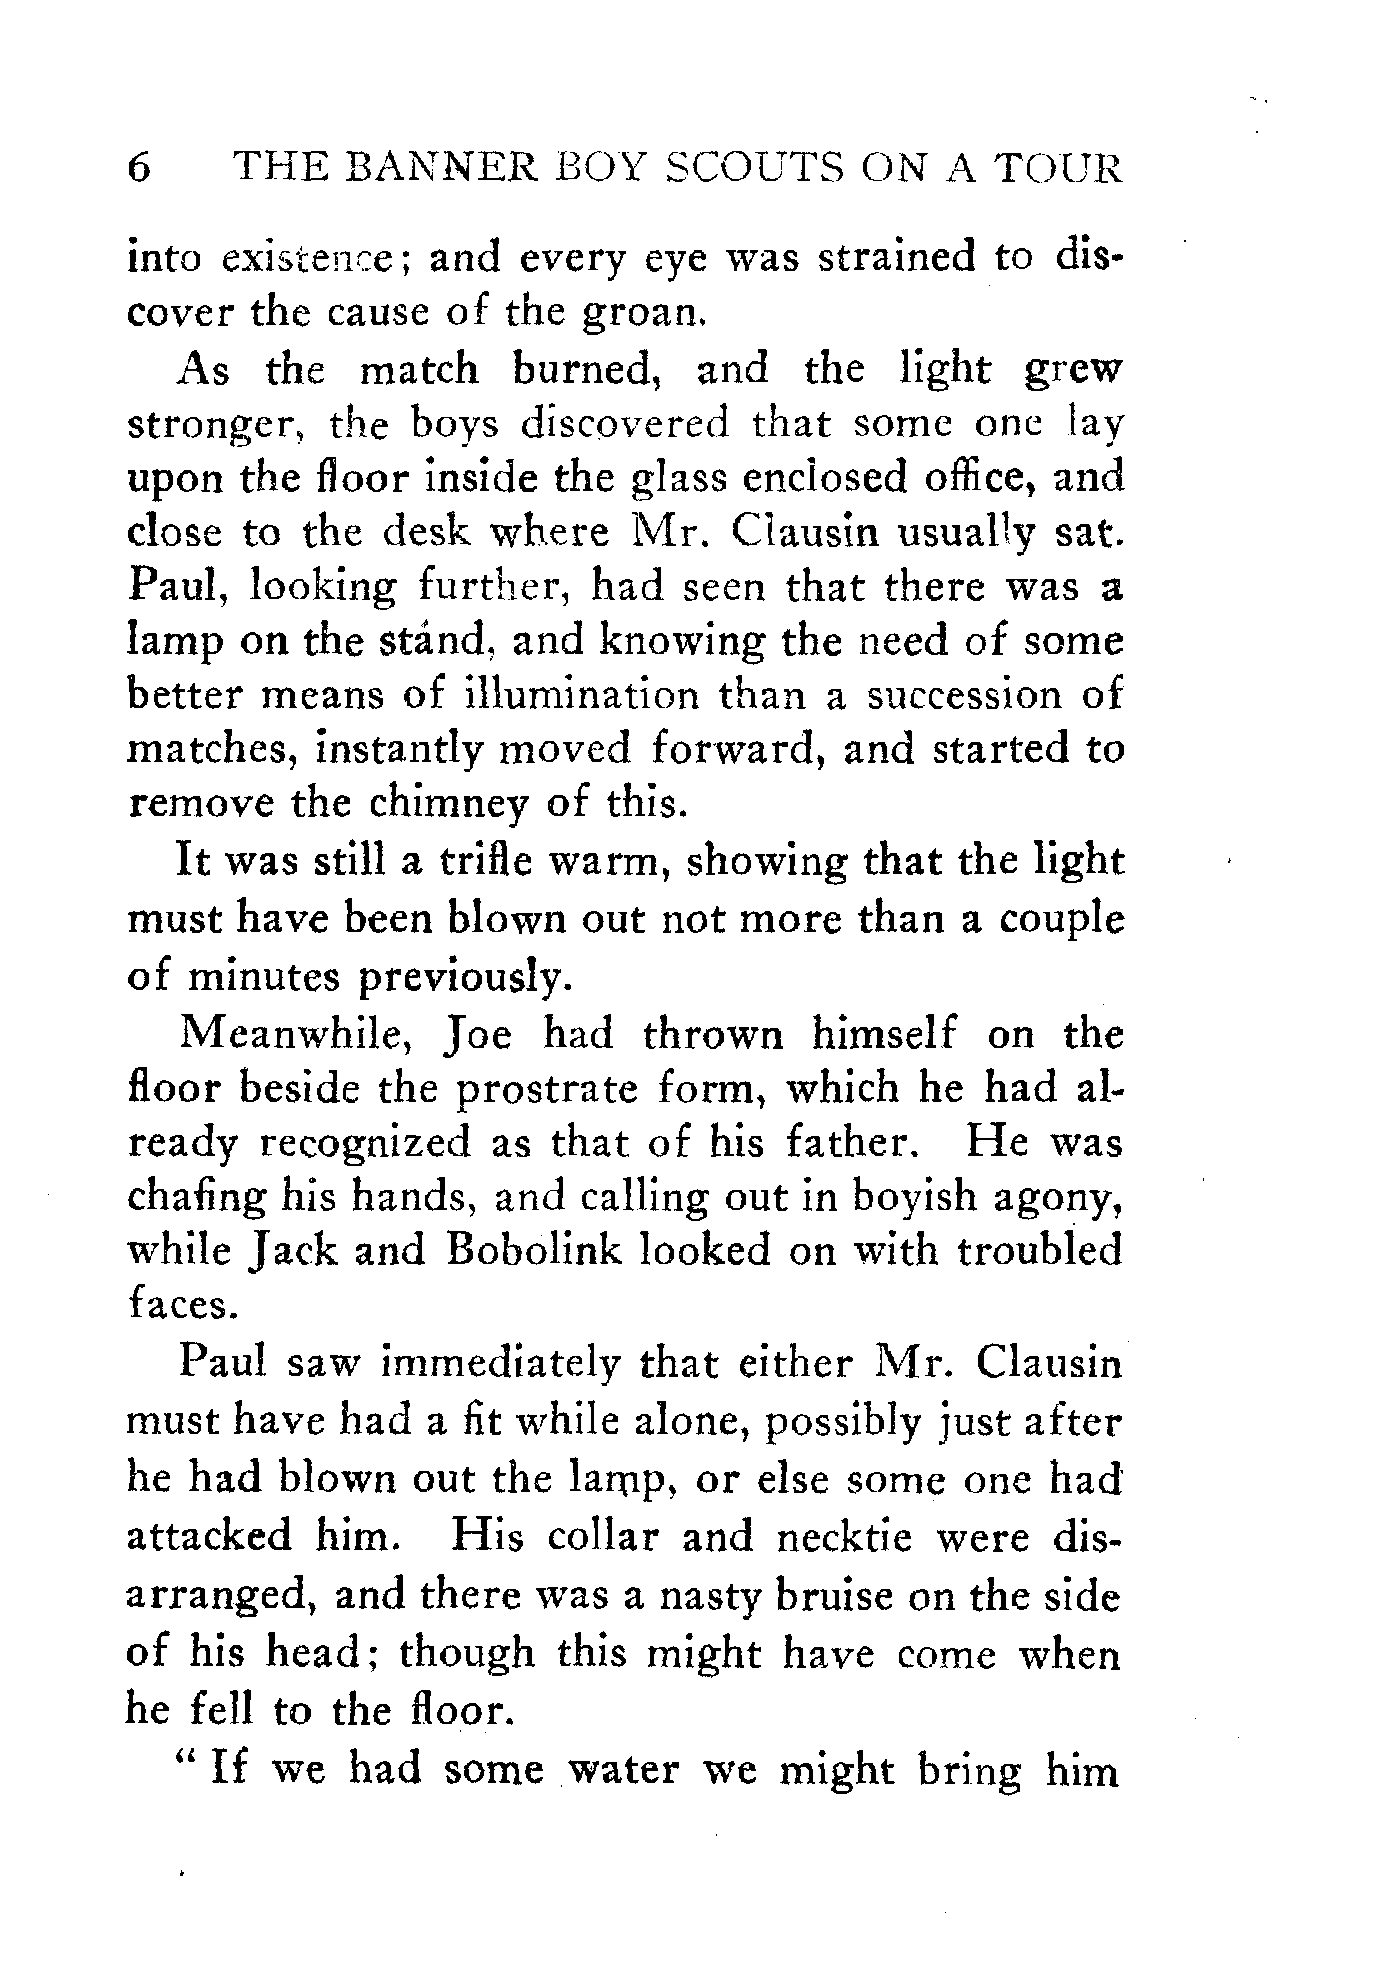 6 THE BANNER BOY SCOUTS ON A TOUR
into existence; and every eye was strained to dis-
cover the cause of the groan.
As the match burned, and the light grew
stronger, the boys discovered that some one lay
upon the floor inside the glass enclosed office, and
close to the desk where Mr. Clausin usually sat.
Paul, looking further, had seen that there was a
lamp on the stand, and knowing the need of some
better means of illumination than a succession of
matches, instantly moved forward, and started to
remove the chimney of this.
It was still a trifle warm, showing that the light
must have been blown out not more than a couple
of minutes previously.
Meanwhile, Joe had thrown himself on the
floor beside the prostrate form, which he had al-
ready recognized as that of his father. He was
chafing his hands, and calling out in boyish agony,
while Jack and Bobolink looked on with troubled
faces.
Paul saw immediately that either Mr. Clausin
must have had a fit while alone, possibly just after
he had blown out the lamp, or else some one had
attacked him. His collar and necktie were dis-
arranged, and there was a nasty bruise on the side
of his head; though this might have come when
he fell to the floor.
“ If we had some water we might bring him